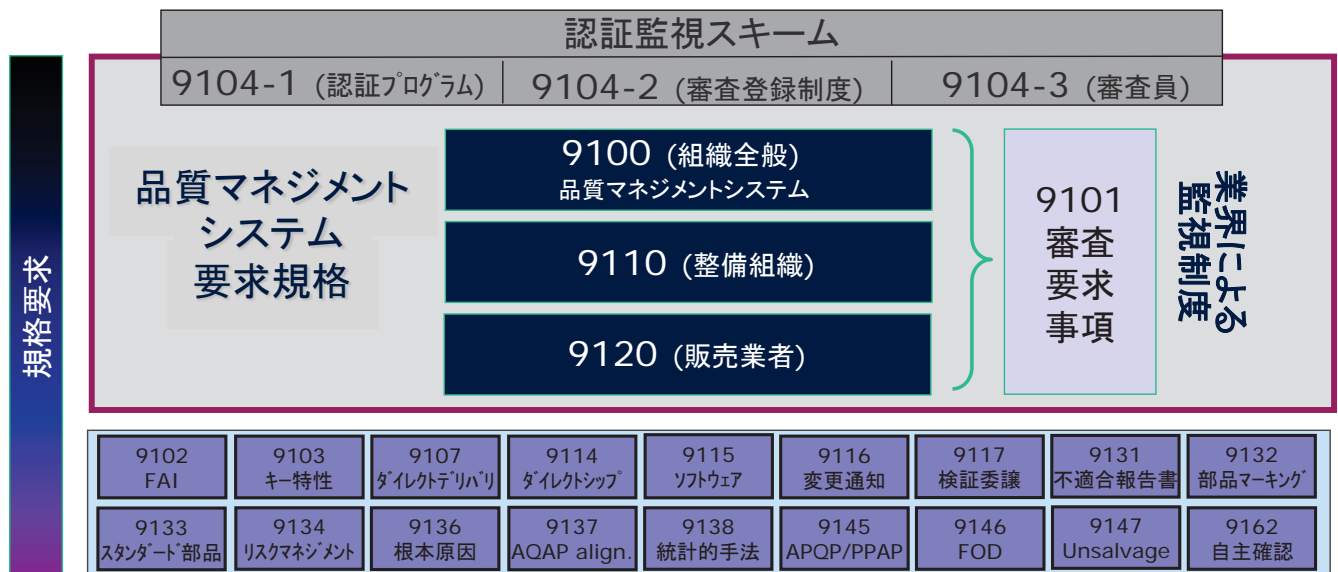 認証監視スキーム
9104-1 (認証プログラム)
9104-2 (審査登録制度)
9104-3 (審査員)
規格要求
品質マネジメント
システム
要求規格
9100 (組織全般)
品質マネジメントシステム
9110 (整備組織)
9120 (販売業者)
9101
審査
要求
事項
業界による
監視制度
9102
FAI
9103
キー特性
9107
ダイレクトデリバリ
9114
ダイレクトシップ
9115
ソフトウェア
9116
変更通知
9117
検証委譲
9131
不適合報告書
9132
部品マーキング
9133
スタンダード部品
9134
リスクマネジメント
9136
根本原因
9137
AQAP align.
9138
統計的手法
9145
APQP/PPAP
9146
FOD
9147
Unsalvage
9162
自主確認